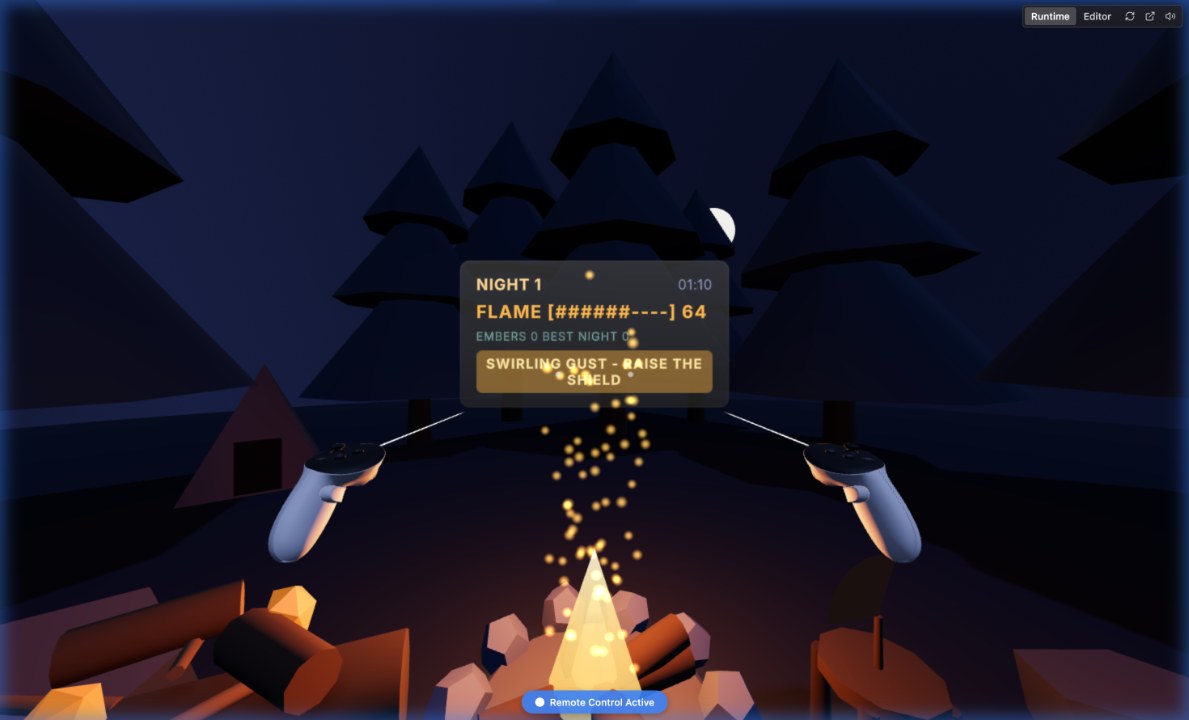 Runtime Editor
NIGHT 1 01:10
FLAME [######----] 64
EMBERS 0 BEST NIGHT 0
SWIRLING GUST - RAISE THE
SHIELD
Remote Control Active